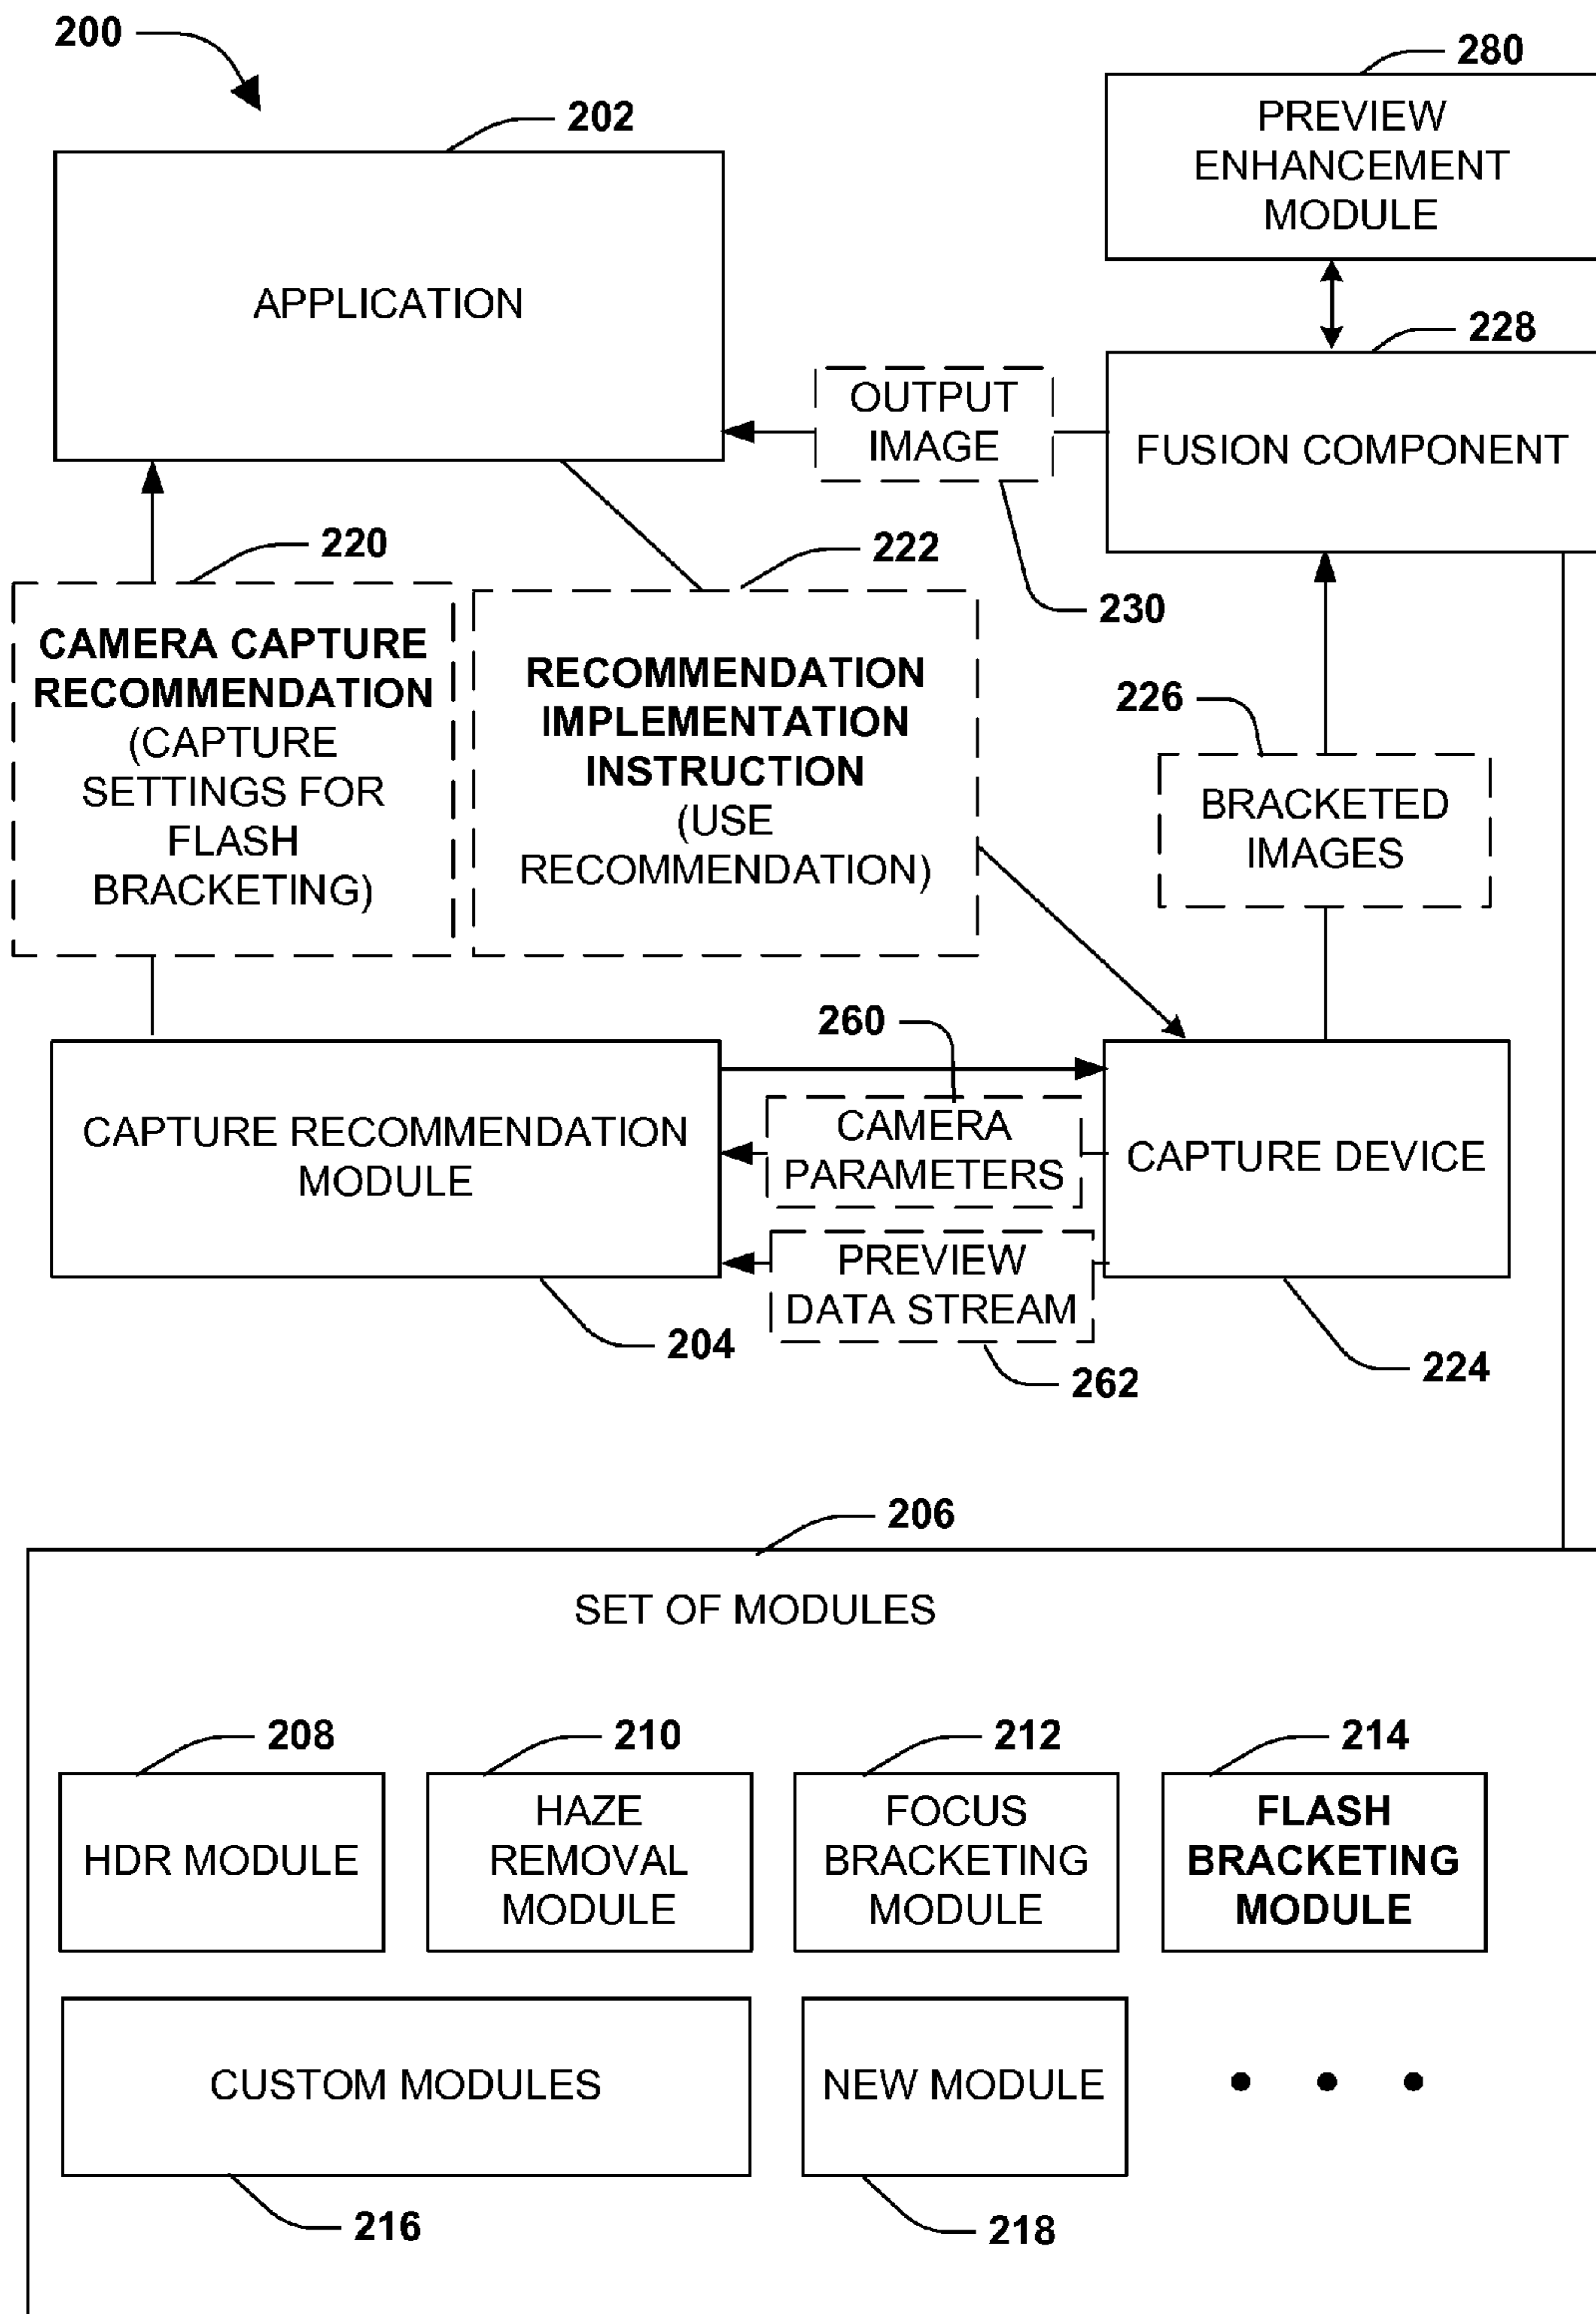 200
280
PREVIEW
ENHANCEMENT
MODULE
202
APPLICATION
228
FUSION COMPONENT
OUTPUT
IMAGE
230
220
CAMERA CAPTURE
RECOMMENDATION
(CAPTURE
SETTINGS FOR
FLASH
BRACKETING)
222
RECOMMENDATION
IMPLEMENTATION
INSTRUCTION
(USE
RECOMMENDATION)
226
BRACKETED
IMAGES
260
CAPTURE RECOMMENDATION
MODULE
204
CAMERA
PARAMETERS
PREVIEW
DATA STREAM
262
CAPTURE DEVICE
224
206
SET OF MODULES
208
HDR MODULE
210
HAZE
REMOVAL
MODULE
212
FOCUS
BRACKETING
MODULE
214
FLASH
BRACKETING
MODULE
CUSTOM MODULES
216
NEW MODULE
218